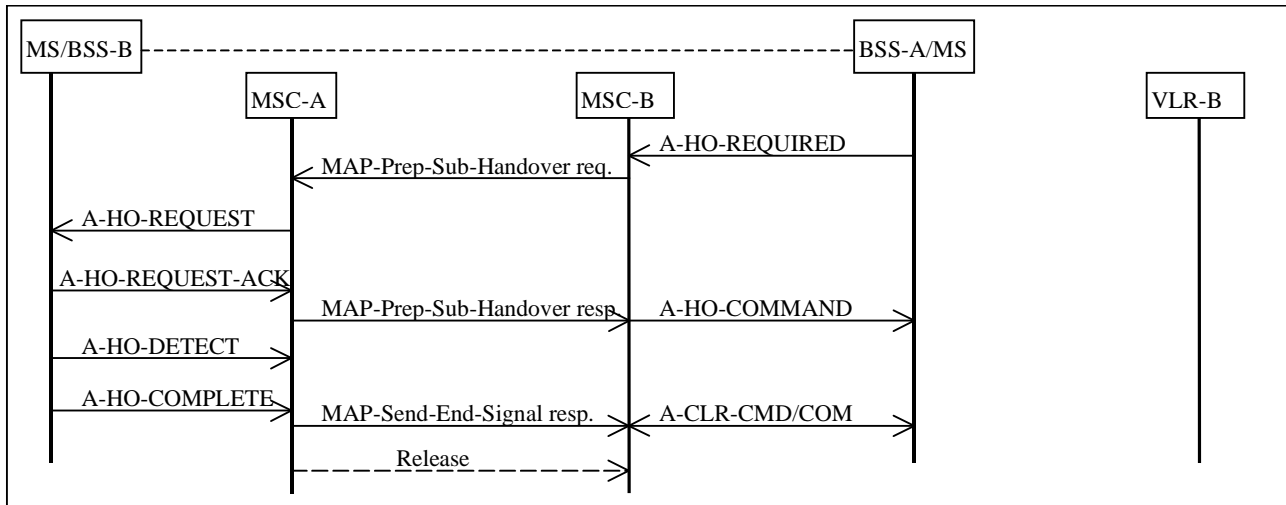 MS/BSS-B
BSS-A/MS
MSC-A
MSC-B
VLR-B
A-HO-REQUIRED
MAP-Prep-Sub-Handover req.
A-HO-REQUEST
A-HO-REQUEST-ACK
MAP-Prep-Sub-Handover resp.
A-HO-COMMAND
A-HO-DETECT
A-HO-COMPLETE
MAP-Send-End-Signal resp.
A-CLR-CMD/COM
Release